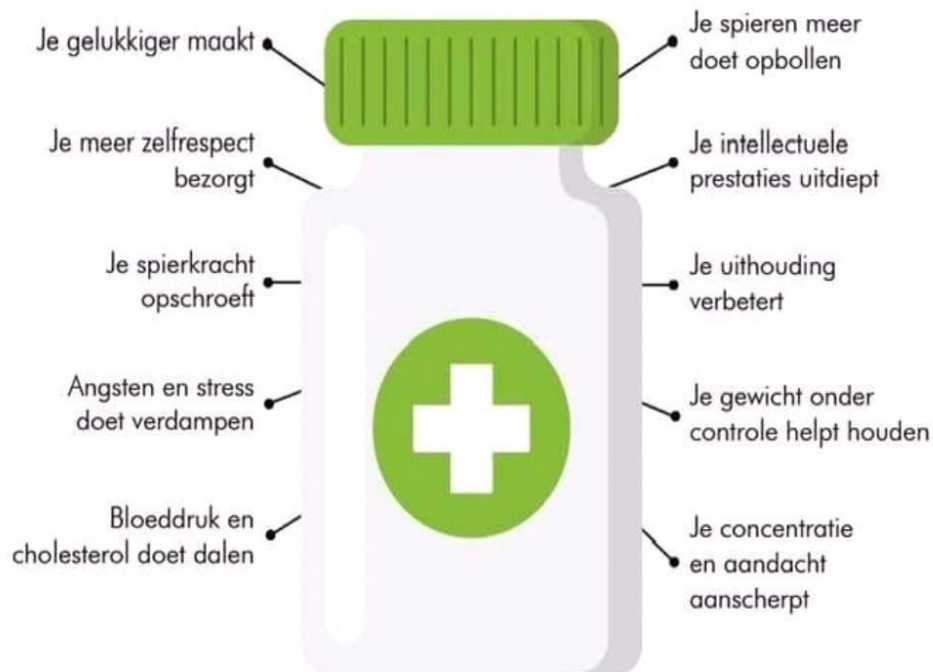 Je gelukkiger maakt
Je meer zelfrespect
bezorgt
Je spierkracht
opschroeft
Angsten en stress
doet verdampen
Bloeddruk en
cholesterol doet dalen
Je spieren meer
doet opbollen
Je intellectuele
prestaties uitdiept
Je uithouding
verbetert
Je gewicht onder
controle helpt houden
Je concentratie
en aandacht
aanscherpt